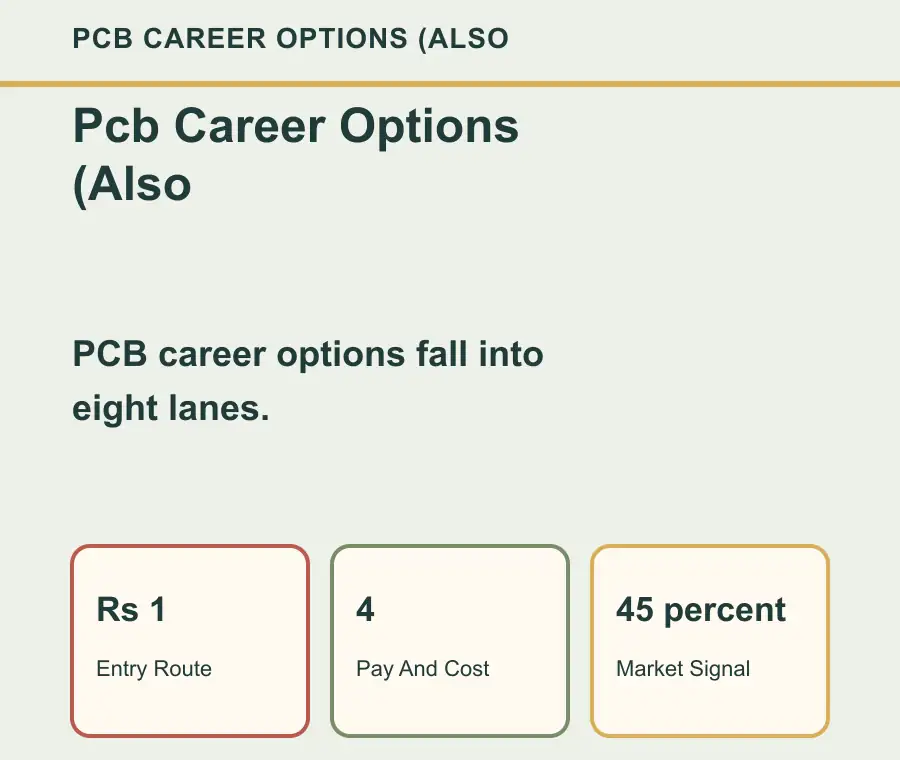 PCB CAREER OPTIONS (ALSO
Pcb Career Options
(Also
PCB career options fall into
eight lanes.
Rs 1
Entry Route
4
Pay And Cost
45 percent
Market Signal